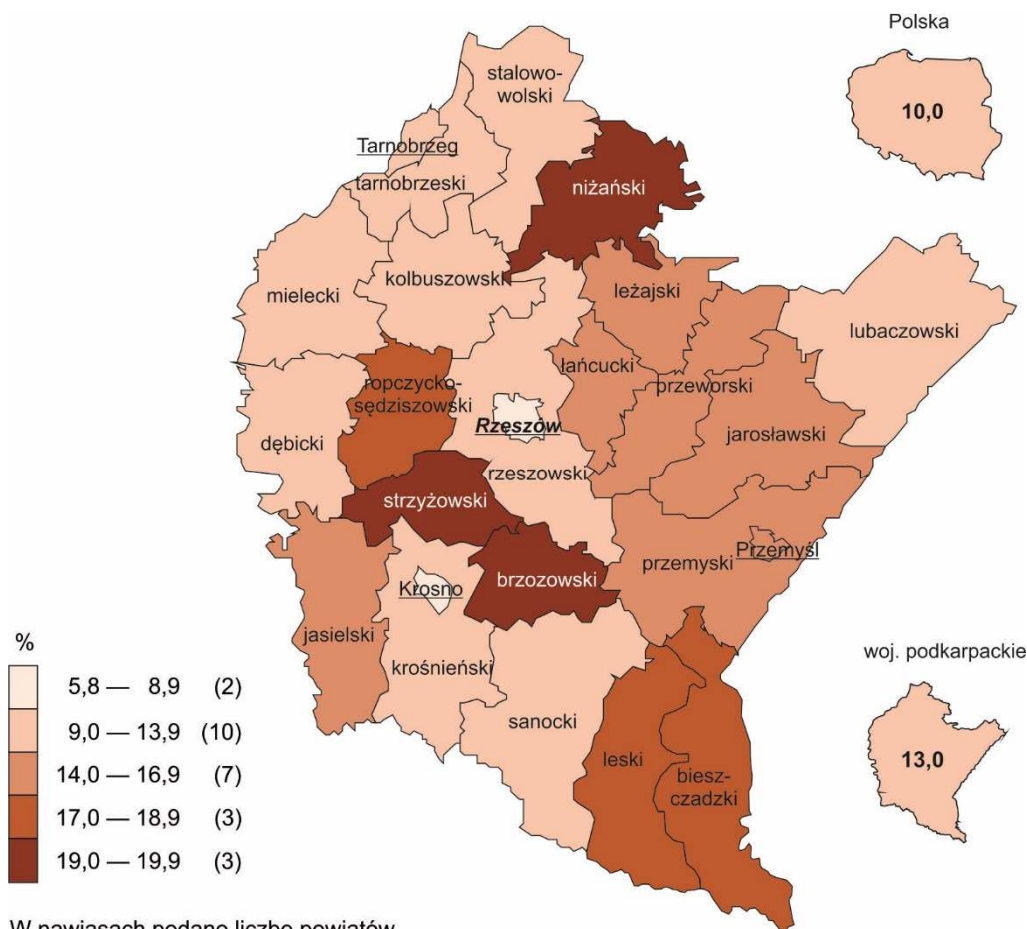 Polska
10,0
stalowo-
wolski
Tarnobrzeg
tarnobrzeski
niżański
mielecki
kolbuszowski
leżajski
lubaczowski
ropczycko-
sędziszowski
łańcucki
przeworski
Rzeszów
jarosławski
dębicki
rzeszowski
strzyżowski
przemyski
Przemyśl
brzozowski
Krosno
jasielski
krośnieński
sanocki
leski
biesz-
czadzki
woj. podkarpackie
13,0
%
5,8 — 8,9 (2)
9,0 — 13,9 (10)
14,0 — 16,9 (7)
17,0 — 18,9 (3)
19,0 — 19,9 (3)
W nawiasach podano liczbę powiatów